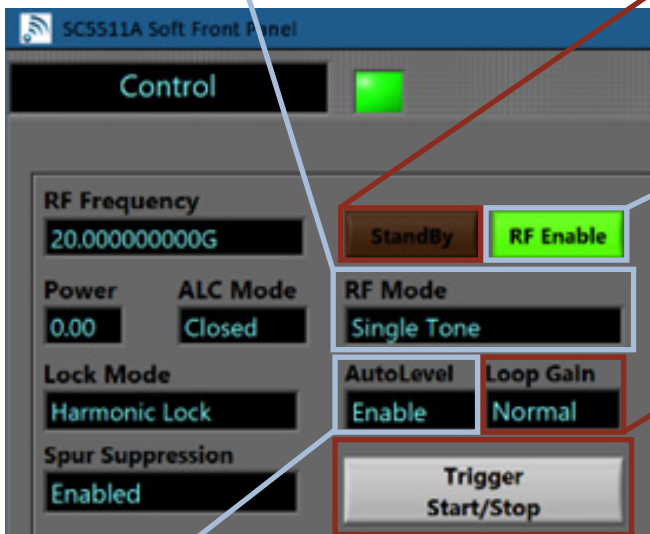 SC5511A Soft Front Panel
Control
RF Frequency
20.000000000G
StandBy
RF Enable
Power
ALC Mode
RF Mode
0.00
Closed
Single Tone
Lock Mode
AutoLevel
Loop Gain
Harmonic Lock
Enable
Normal
Spur Suppression
Enabled
Trigger
Start/Stop